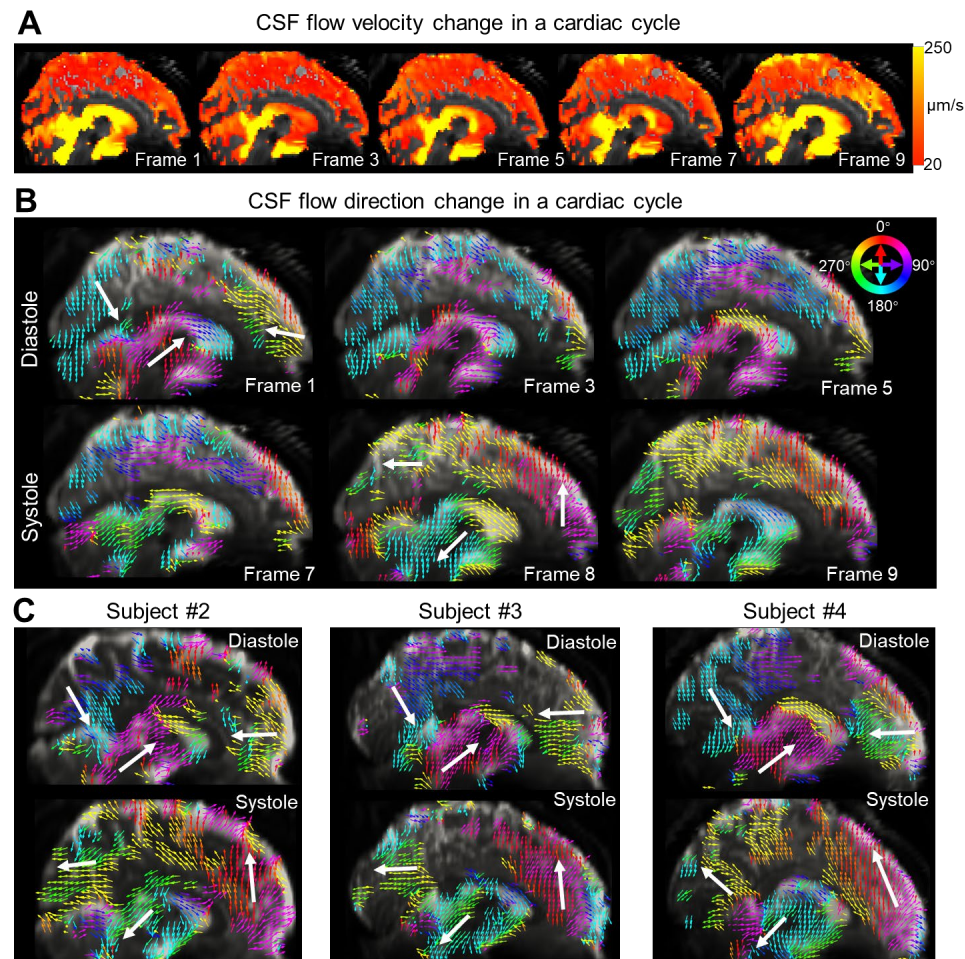 A
CSF flow velocity change in a cardiac cycle
250
μm/s
20
Frame 1
Frame 3
Frame 5
Frame 7
Frame 9
B
CSF flow direction change in a cardiac cycle
0°
270°
90°
180°
Diastole
Frame 1
Frame 3
Frame 5
Systole
Frame 7
Frame 8
Frame 9
C
Subject #2
Subject #3
Subject #4
Diastole
Diastole
Diastole
Systole
Systole
Systole